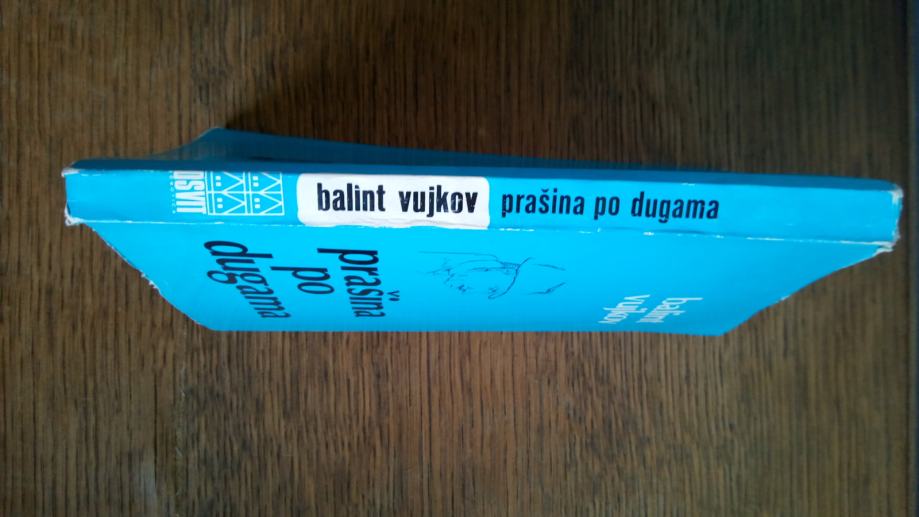 balint vujkov prašina po dugama
prašina
po
dugama
balint
vujkov